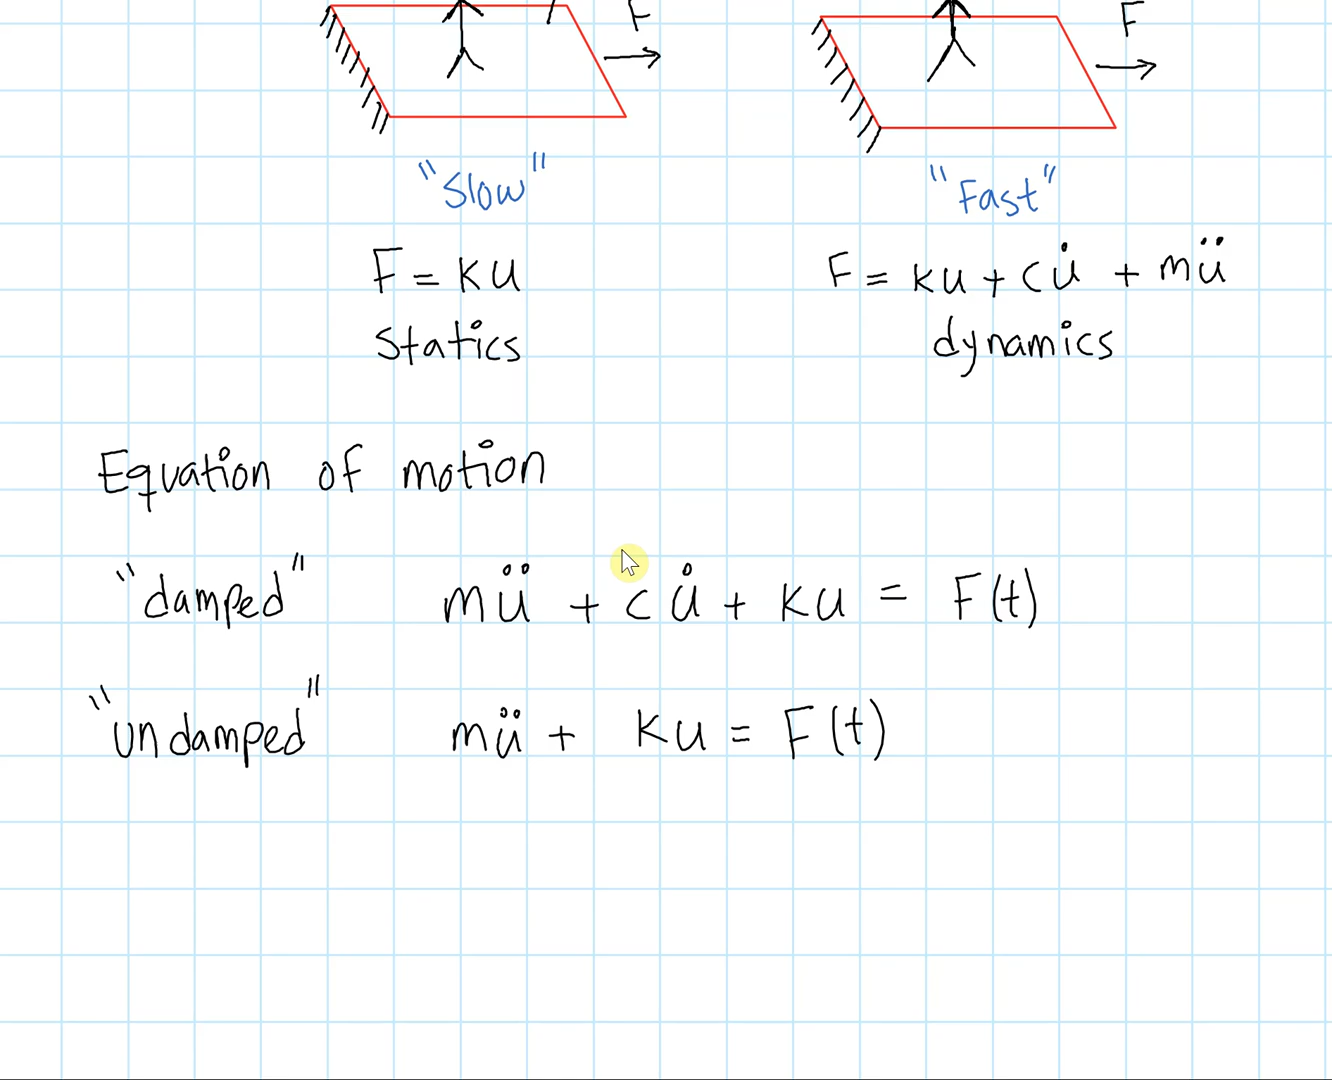 F F
"Slow" "Fast"
F = ku F = ku + cu̇ + mü
statics dynamics
Equation of motion
"damped" mü + cu̇ + ku = F(t)
"undamped" mü + ku = F(t)